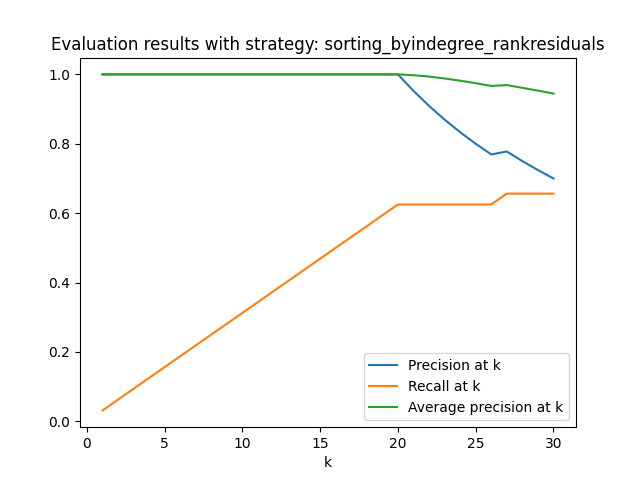 Evaluation results with strategy: sorting_byindegree_rankresiduals
1.0
0.8
0.6
0.4
0.2
0.0
0 5 10 15 20 25 30
k
Precision at k
Recall at k
Average precision at k